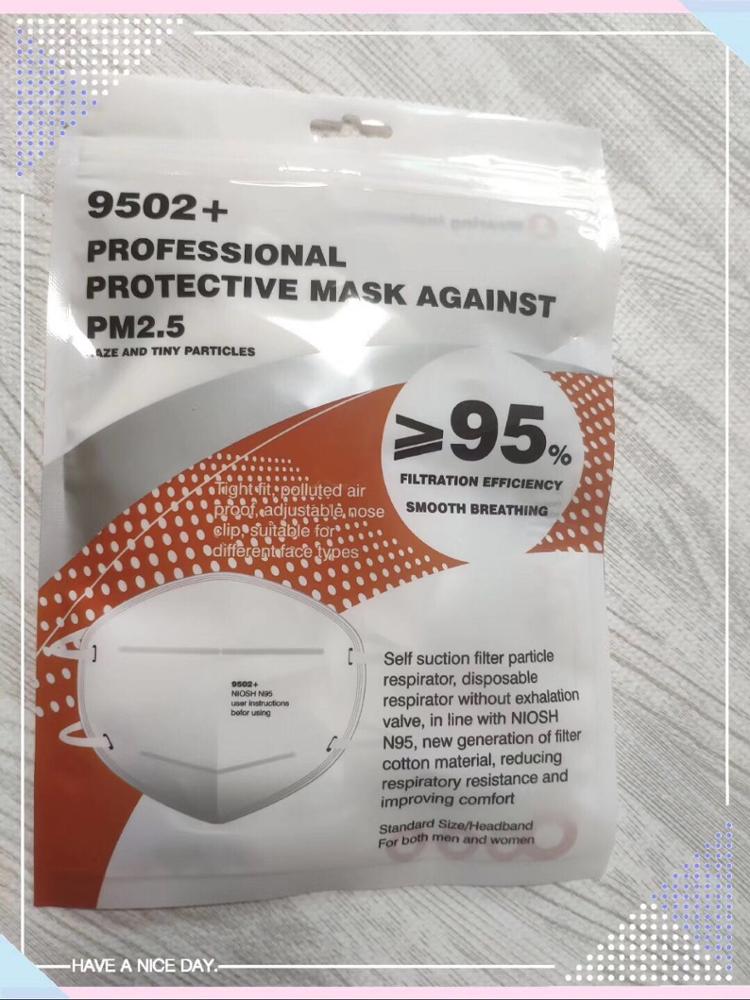 9502+
PROFESSIONAL
PROTECTIVE MASK AGAINST
PM2.5
AZE AND TINY PARTICLES
≥95%
FILTRATION EFFICIENCY
SMOOTH BREATHING
Tight fit, polluted air
proof, adjustable nose
clip, suitable for
different face types
9502+
NIOSH N95
user instructions
befor using
Self suction filter particle
respirator, disposable
respirator without exhalation
valve, in line with NIOSH
N95, new generation of filter
cotton material, reducing
respiratory resistance and
improving comfort
Standard Size/Headband
For both men and women
HAVE A NICE DAY.